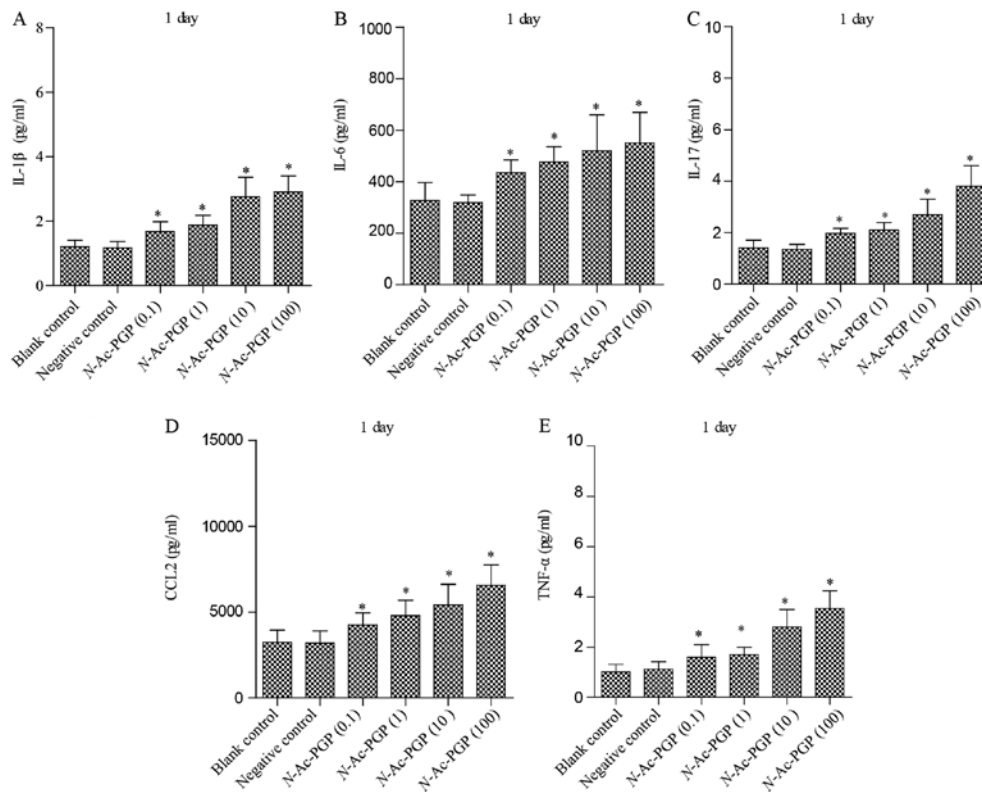 A
1 day
IL-1β (pg/ml)
8
6
4
2
0
Blank control
Negative control
N-Ac-PGP (0.1)
N-Ac-PGP (1)
N-Ac-PGP (10)
N-Ac-PGP (100)
* * * *
B
1 day
IL-6 (pg/ml)
1000
800
600
400
200
0
Blank control
Negative control
N-Ac-PGP (0.1)
N-Ac-PGP (1)
N-Ac-PGP (10 )
N-Ac-PGP (100)
* * * *
C
1 day
IL-17 (pg/ml)
10
8
6
4
2
0
Blank control
Negative control
N-Ac-PGP (0.1)
N-Ac-PGP (1)
N-Ac-PGP (10 )
N-Ac-PGP (100)
* * * *
D
1 day
CCL2 (pg/ml)
15000
10000
5000
0
Blank control
Negative control
N-Ac-PGP (0.1)
N-Ac-PGP (1)
N-Ac-PGP (10 )
N-Ac-PGP (100)
* * * *
E
1 day
TNF-α (pg/ml)
10
8
6
4
2
0
Blank control
Negative control
N-Ac-PGP (0.1)
N-Ac-PGP (1)
N-Ac-PGP (10 )
N-Ac-PGP (100)
* * * *